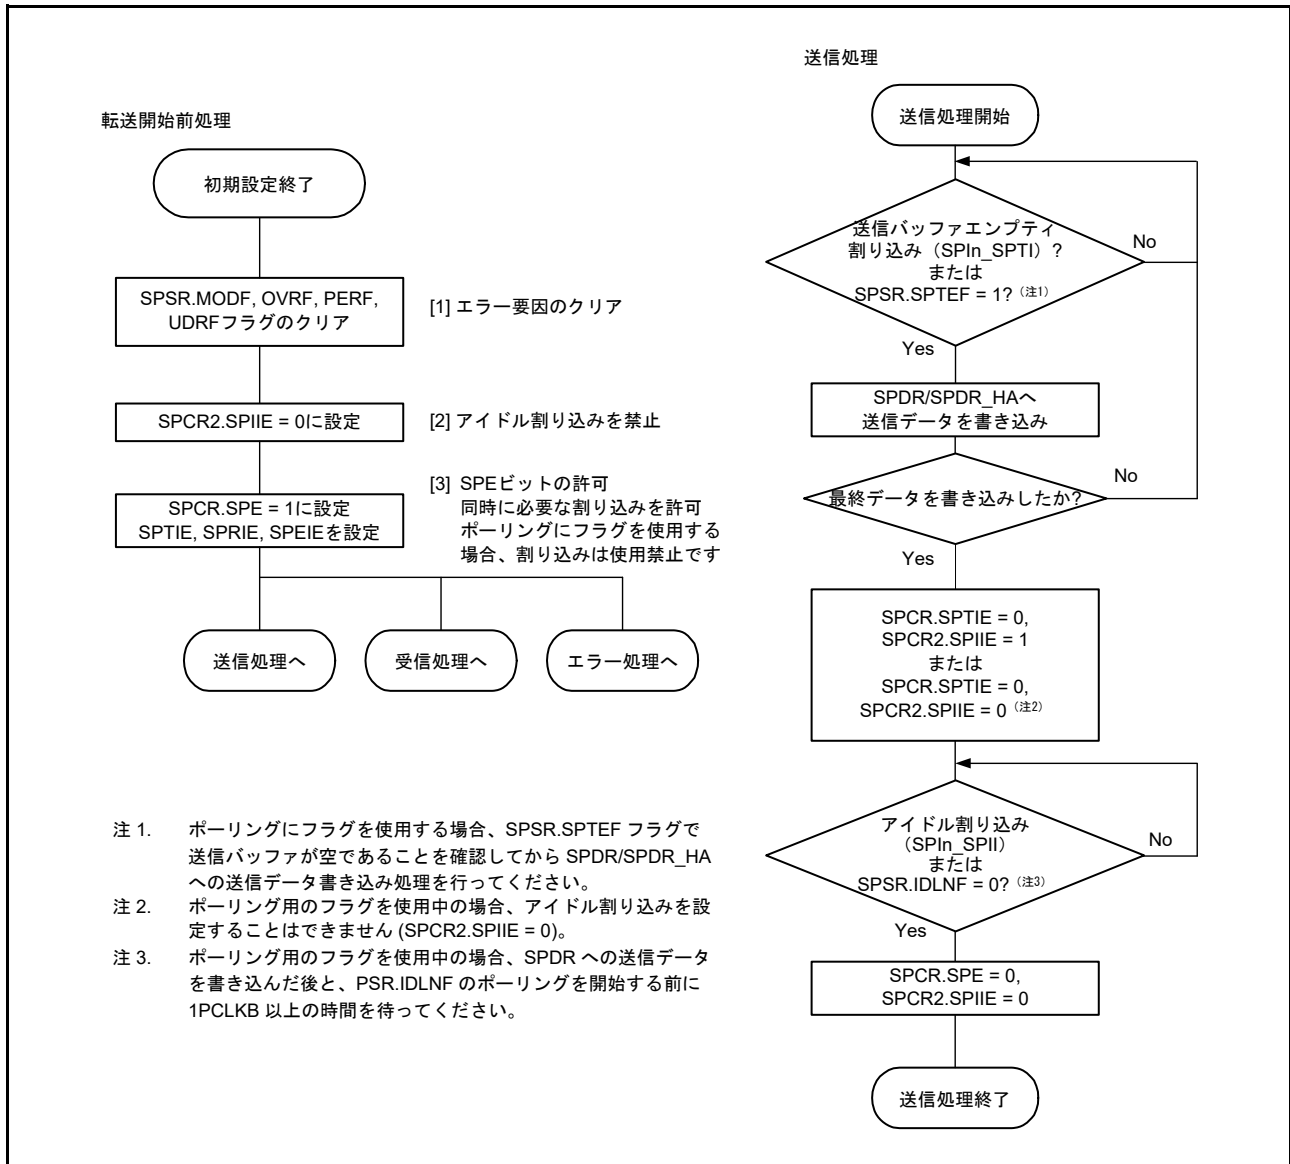 転送開始前処理
初期設定終了
SPSR.MODF, OVRF, PERF,
UDRFフラグのクリア
[1] エラー要因のクリア
SPCR2.SPIIE = 0に設定
[2] アイドル割り込みを禁止
SPCR.SPE = 1に設定
SPTIE, SPRIE, SPEIEを設定
[3] SPEビットの許可
同時に必要な割り込みを許可
ポーリングにフラグを使用する
場合、割り込みは使用禁止です
送信処理へ
受信処理へ
エラー処理へ
注 1. ポーリングにフラグを使用する場合、SPSR.SPTEF フラグで
送信バッファが空であることを確認してから SPDR/SPDR_HA
への送信データ書き込み処理を行ってください。
注 2. ポーリング用のフラグを使用中の場合、アイドル割り込みを設
定することはできません (SPCR2.SPIIE = 0)。
注 3. ポーリング用のフラグを使用中の場合、SPDR への送信データ
を書き込んだ後と、PSR.IDLNF のポーリングを開始する前に
1PCLKB 以上の時間を待ってください。
送信処理
送信処理開始
送信バッファエンプティ
割り込み（SPIn_SPTI）?
または
SPSR.SPTEF = 1?（注1）
No
Yes
SPDR/SPDR_HAへ
送信データを書き込み
最終データを書き込みしたか?
No
Yes
SPCR.SPTIE = 0,
SPCR2.SPIIE = 1
または
SPCR.SPTIE = 0,
SPCR2.SPIIE = 0（注2）
アイドル割り込み
（SPIn_SPII）
または
SPSR.IDLNF = 0?（注3）
No
Yes
SPCR.SPE = 0,
SPCR2.SPIIE = 0
送信処理終了